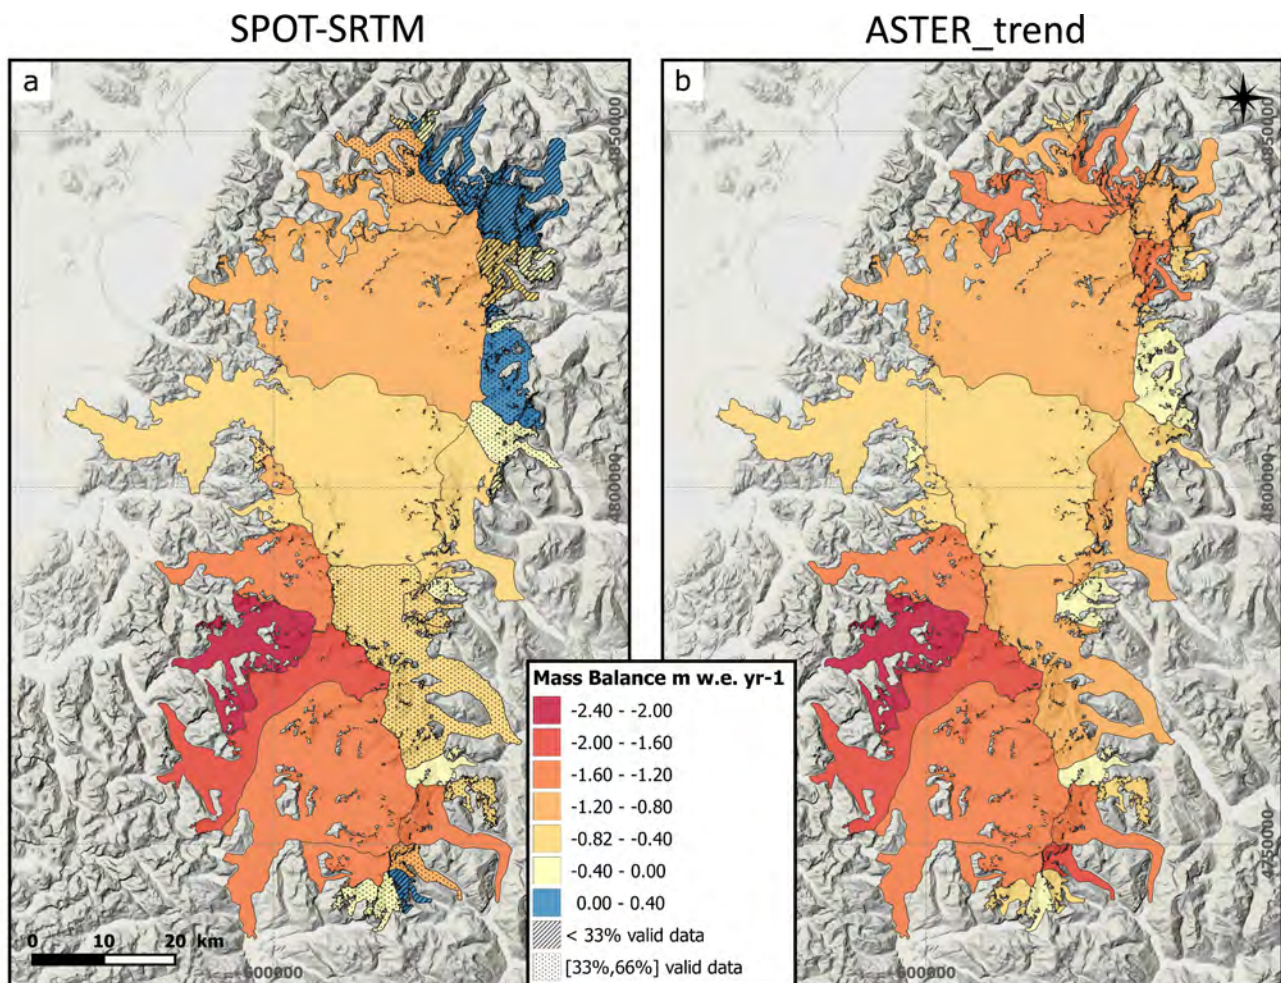 SPOT-SRTM
ASTER_trend
a
b
4850000
4850000
4800000
4800000
4750000
Mass Balance m w.e. yr-1
-2.40 - -2.00
-2.00 - -1.60
-1.60 - -1.20
-1.20 - -0.80
-0.82 - -0.40
-0.40 - 0.00
0.00 - 0.40
< 33% valid data
[33%,66%] valid data
0 10 20 km
600000
600000